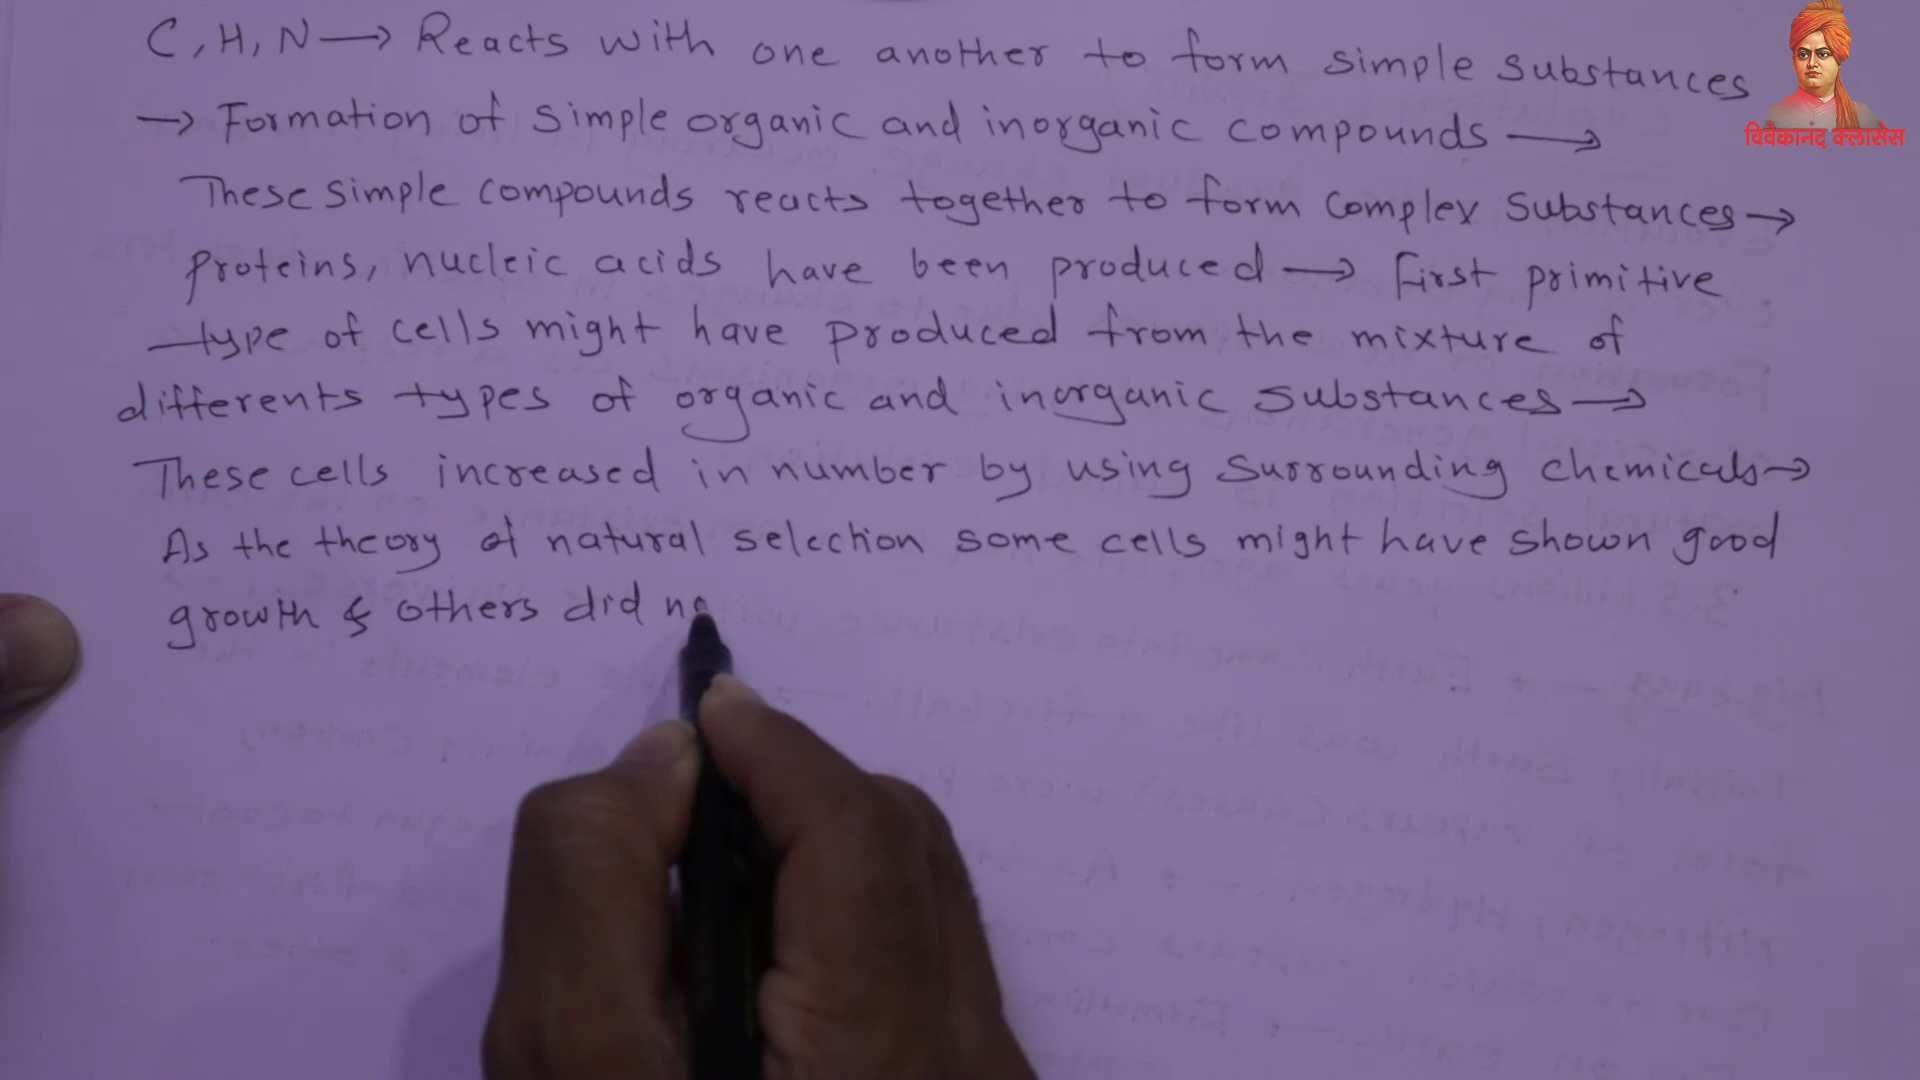 C, H, N → Reacts with one another to form simple substances
→ Formation of simple organic and inorganic compounds →
These simple compounds reacts together to form complex substances →
proteins, nucleic acids have been produced → First primitive
type of cells might have produced from the mixture of
differents types of organic and inorganic substances →
These cells increased in number by using surrounding chemicals →
As the theory of natural selection some cells might have shown good
growth & others did
विवेकानंद क्लासेस